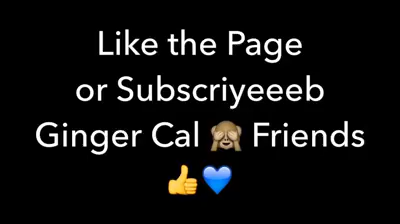 Like the Page
or Subscriyeeeb
Ginger Cal 🙈 Friends
👍💙